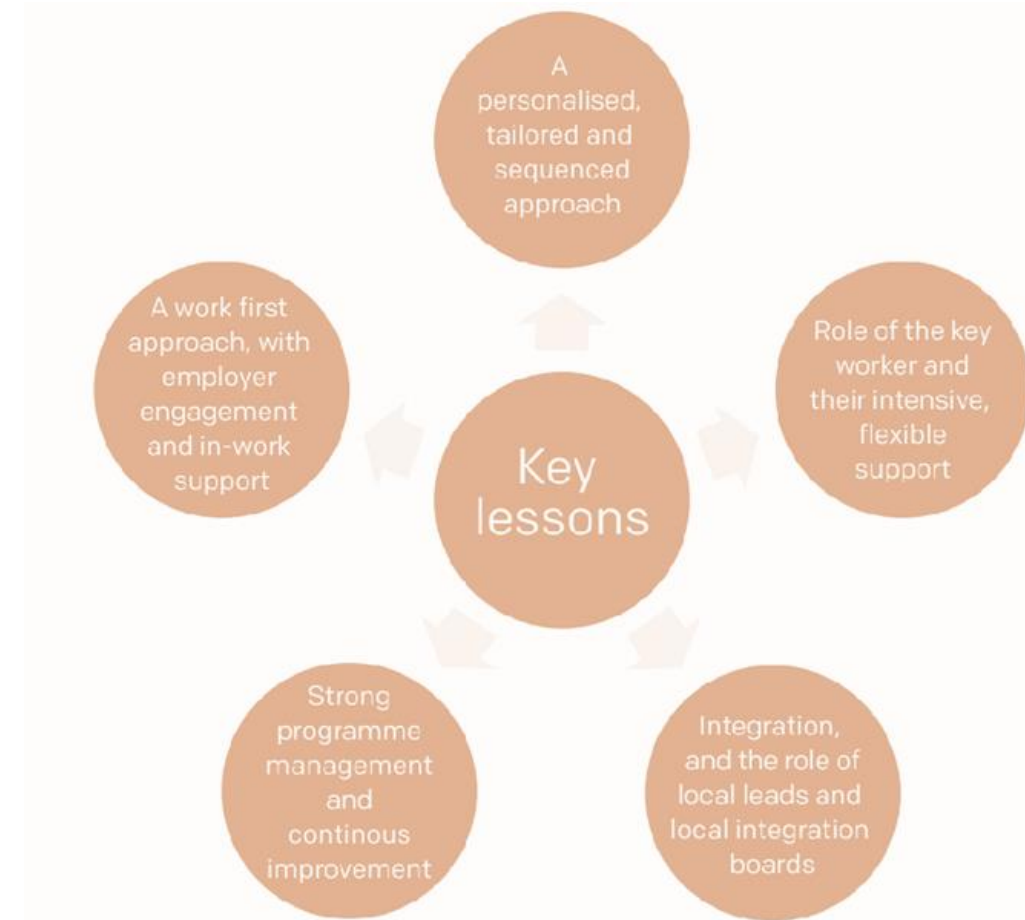 A
personalised,
tailored and
sequenced
approach
A work first
approach, with
employer
engagement
and in-work
support
Role of the key
worker and
their intensive,
flexible
support
Key
lessons
Strong
programme
management
and
continous
improvement
Integration,
and the role of
local leads and
local integration
boards